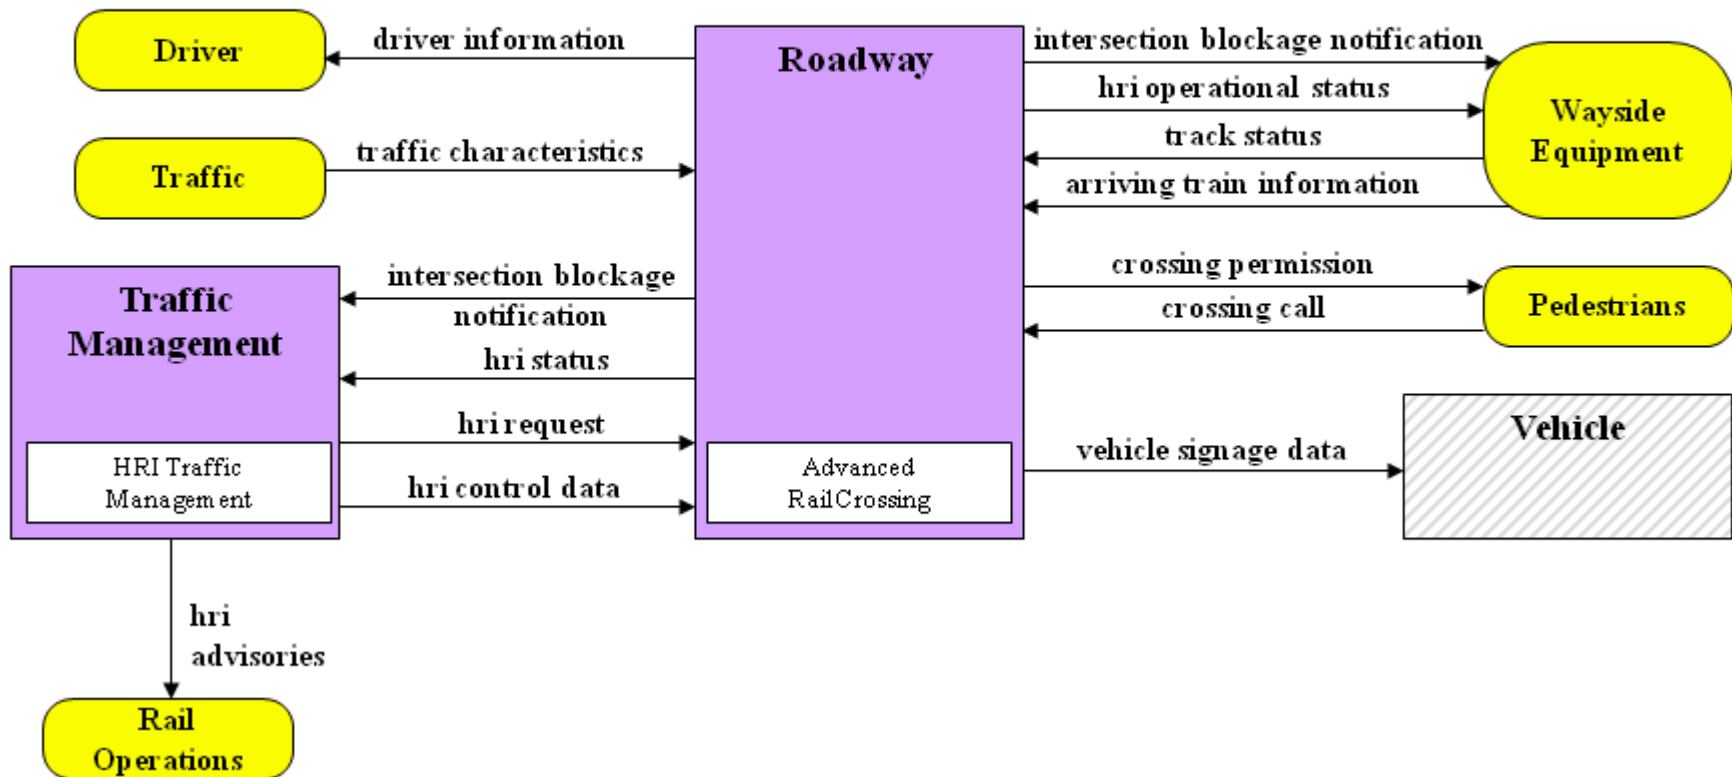 Driver
driver information
Roadway
intersection blockage notification
hri operational status
Wayside
Equipment
track status
arriving train information
Traffic
traffic characteristics
crossing permission
Pedestrians
crossing call
Traffic
Management
intersection blockage
notification
hri status
hri request
hri control data
HRI Traffic
Management
Advanced
Rail Crossing
vehicle signage data
Vehicle
hri
advisories
Rail
Operations